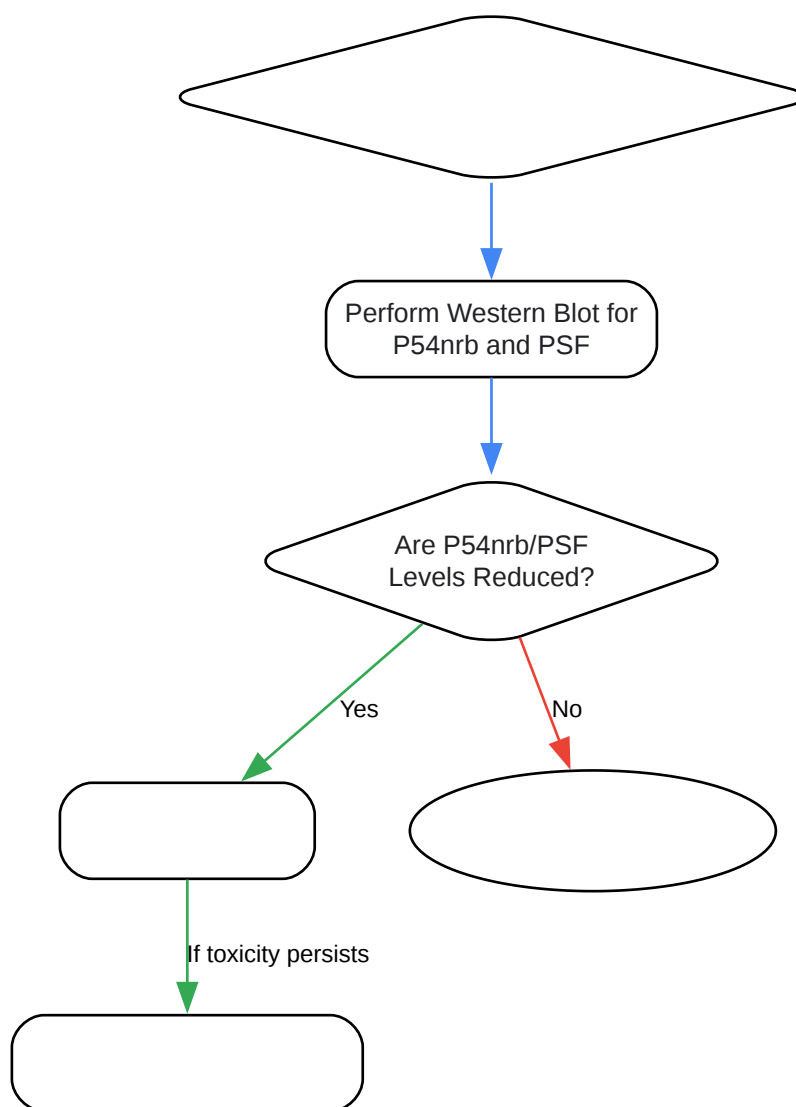 Perform Western Blot for
P54nrb and PSF
Are P54nrb/PSF
Levels Reduced?
Yes
No
If toxicity persists